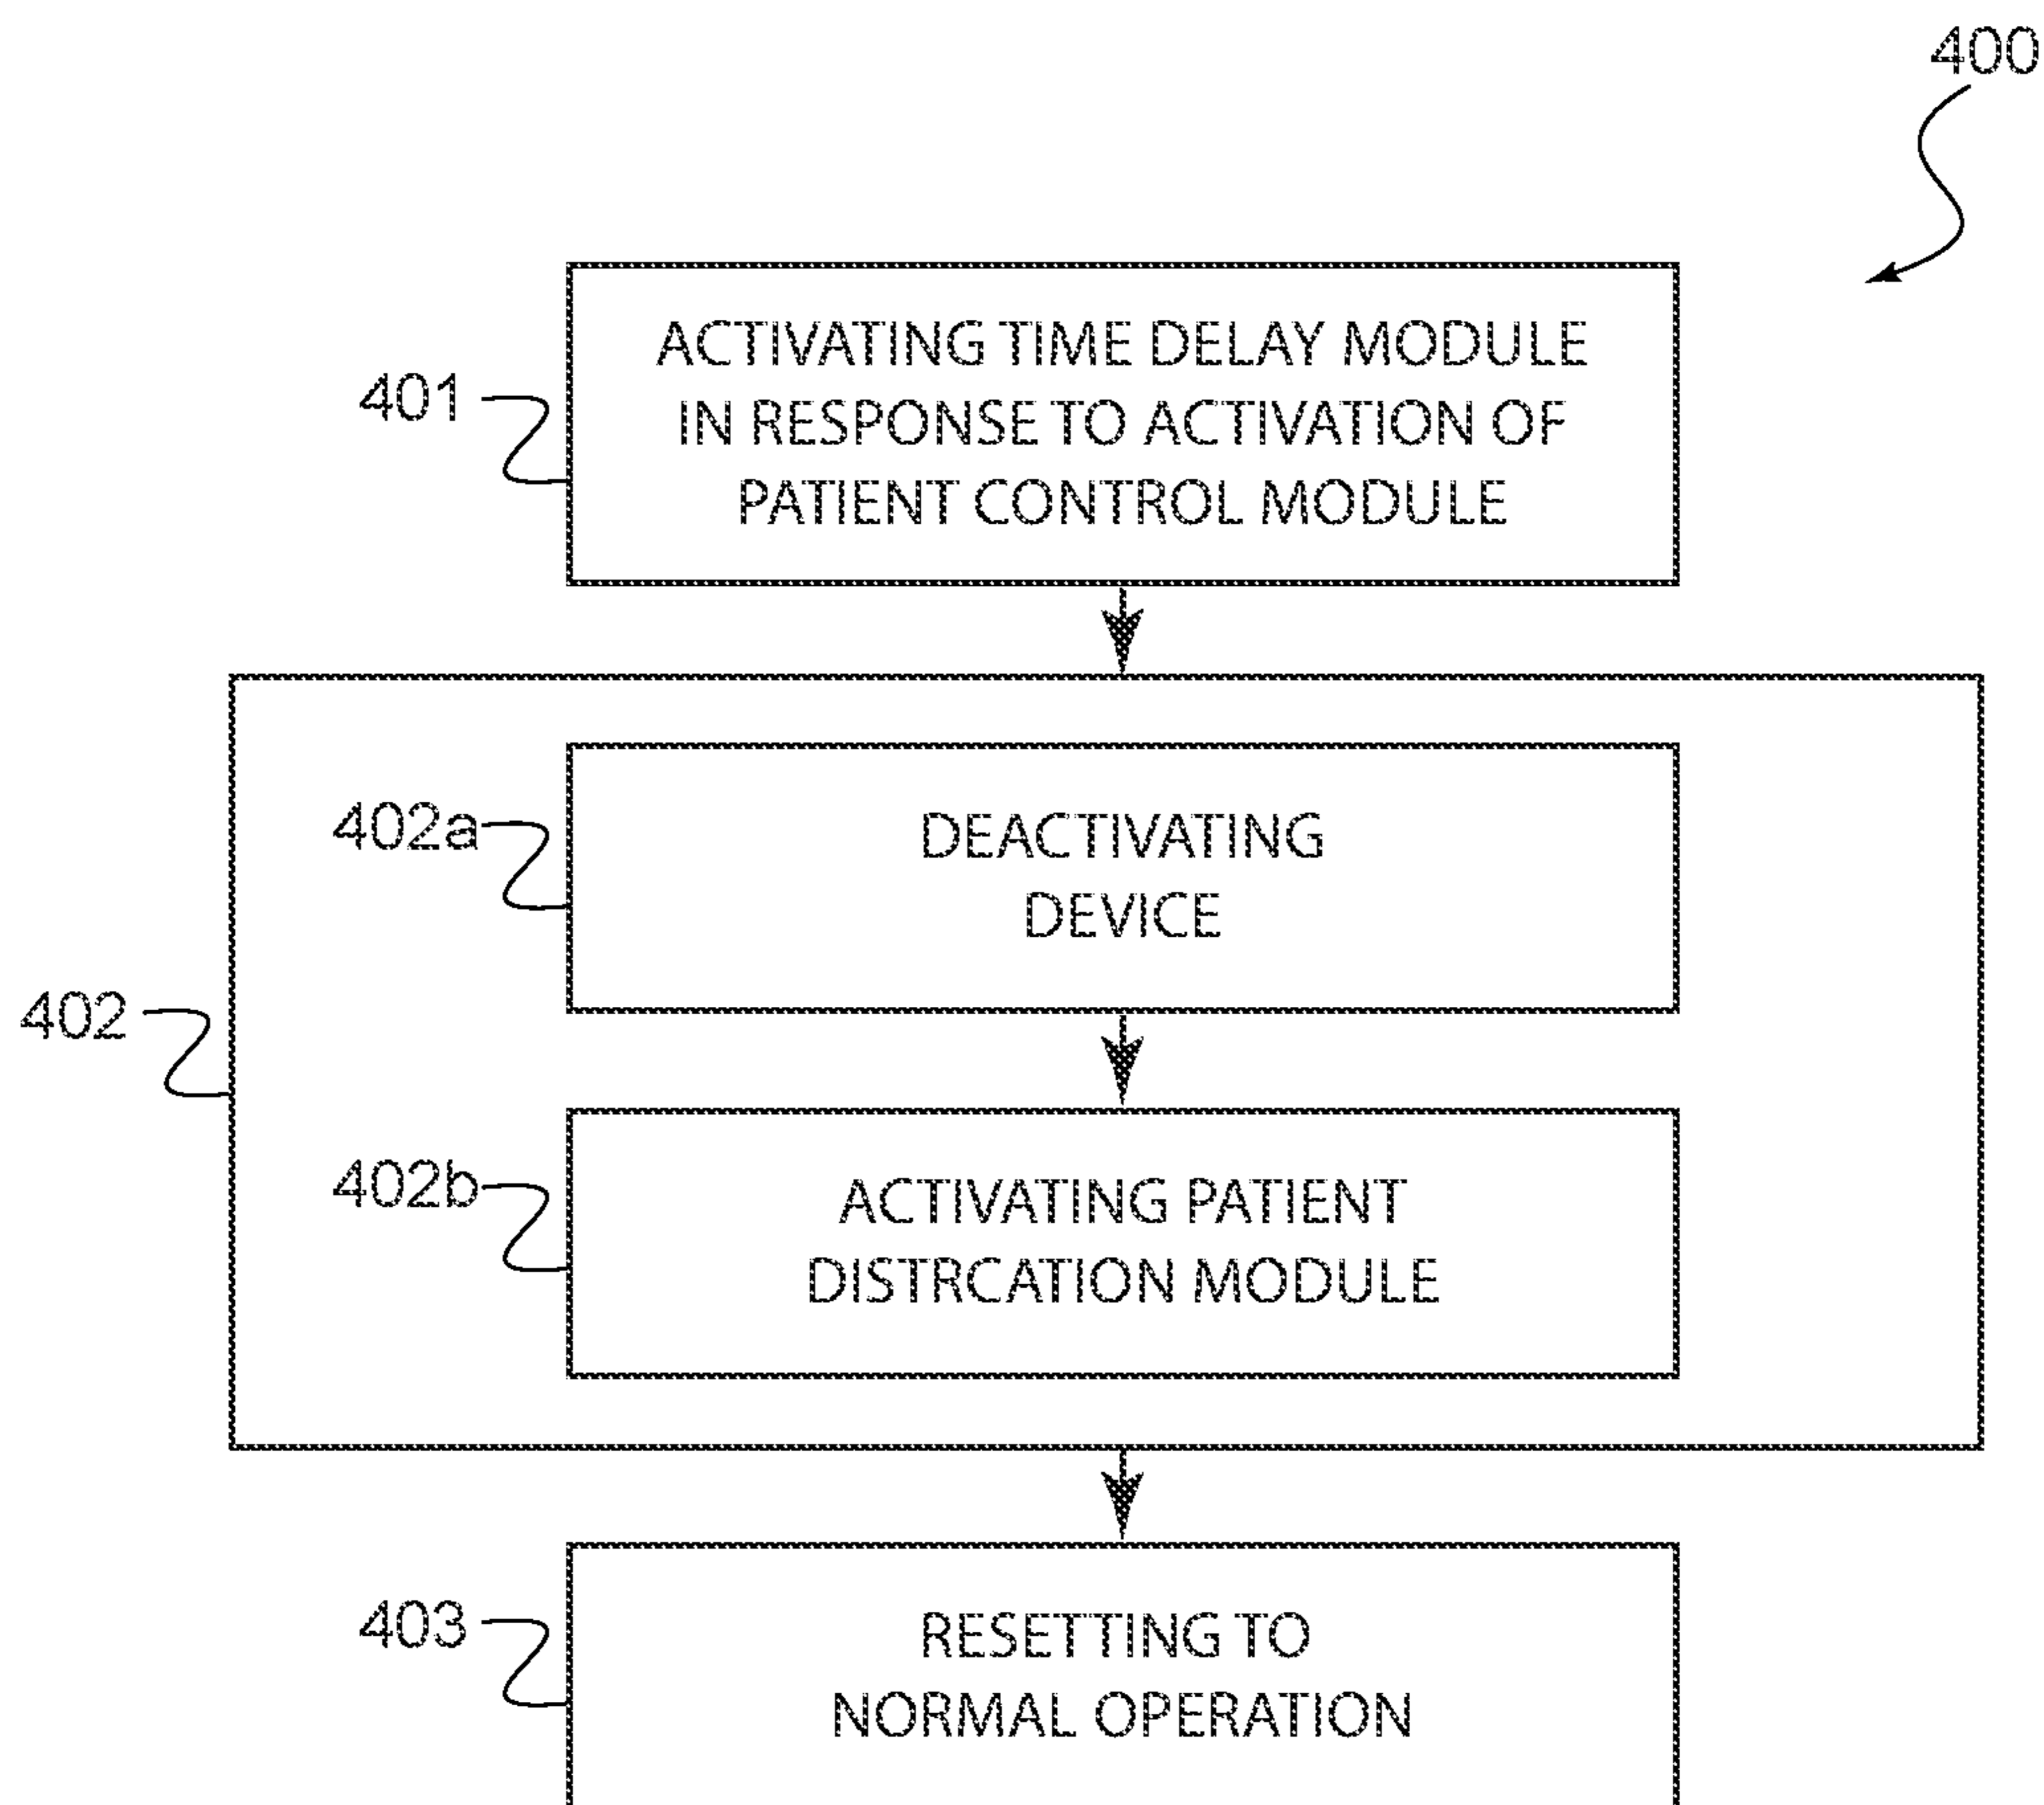 400
401
ACTIVATING TIME DELAY MODULE
IN RESPONSE TO ACTIVATION OF
PATIENT CONTROL MODULE
402
402a
DEACTIVATING
DEVICE
402b
ACTIVATING PATIENT
DISTRCATION MODULE
403
RESETTING TO
NORMAL OPERATION